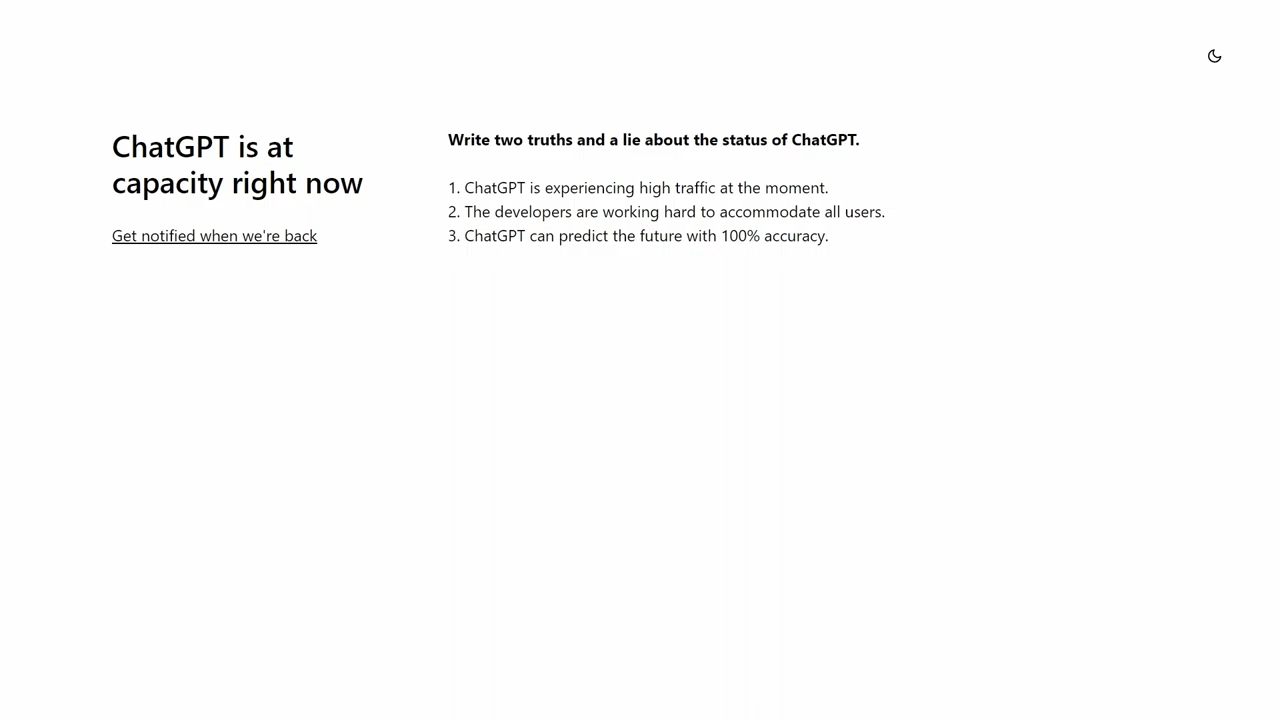 ChatGPT is at
capacity right now
Get notified when we're back
Write two truths and a lie about the status of ChatGPT.
1. ChatGPT is experiencing high traffic at the moment.
2. The developers are working hard to accommodate all users.
3. ChatGPT can predict the future with 100% accuracy.